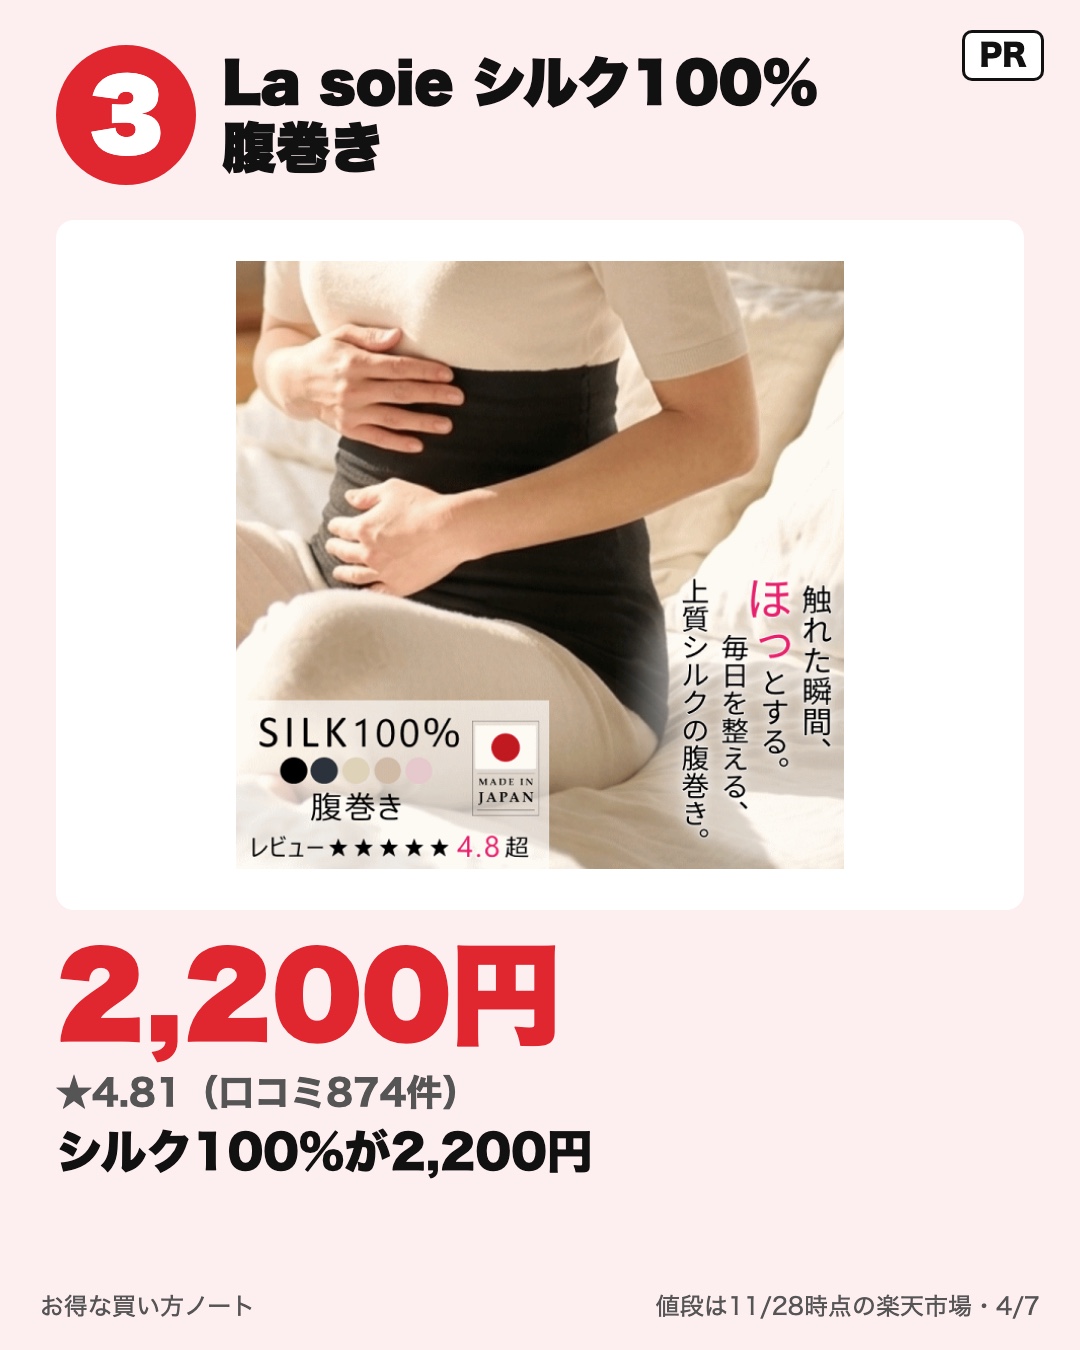 3
La soie シルク100%
腹巻き
PR
触れた瞬間、
ほっとする。
毎日を整える、
上質シルクの腹巻き。
SILK100%
腹巻き
レビュー★★★★★4.8超
MADE IN
JAPAN
2,200円
★4.81（口コミ874件）
シルク100%が2,200円
お得な買い方ノート
値段は11/28時点の楽天市場・4/7